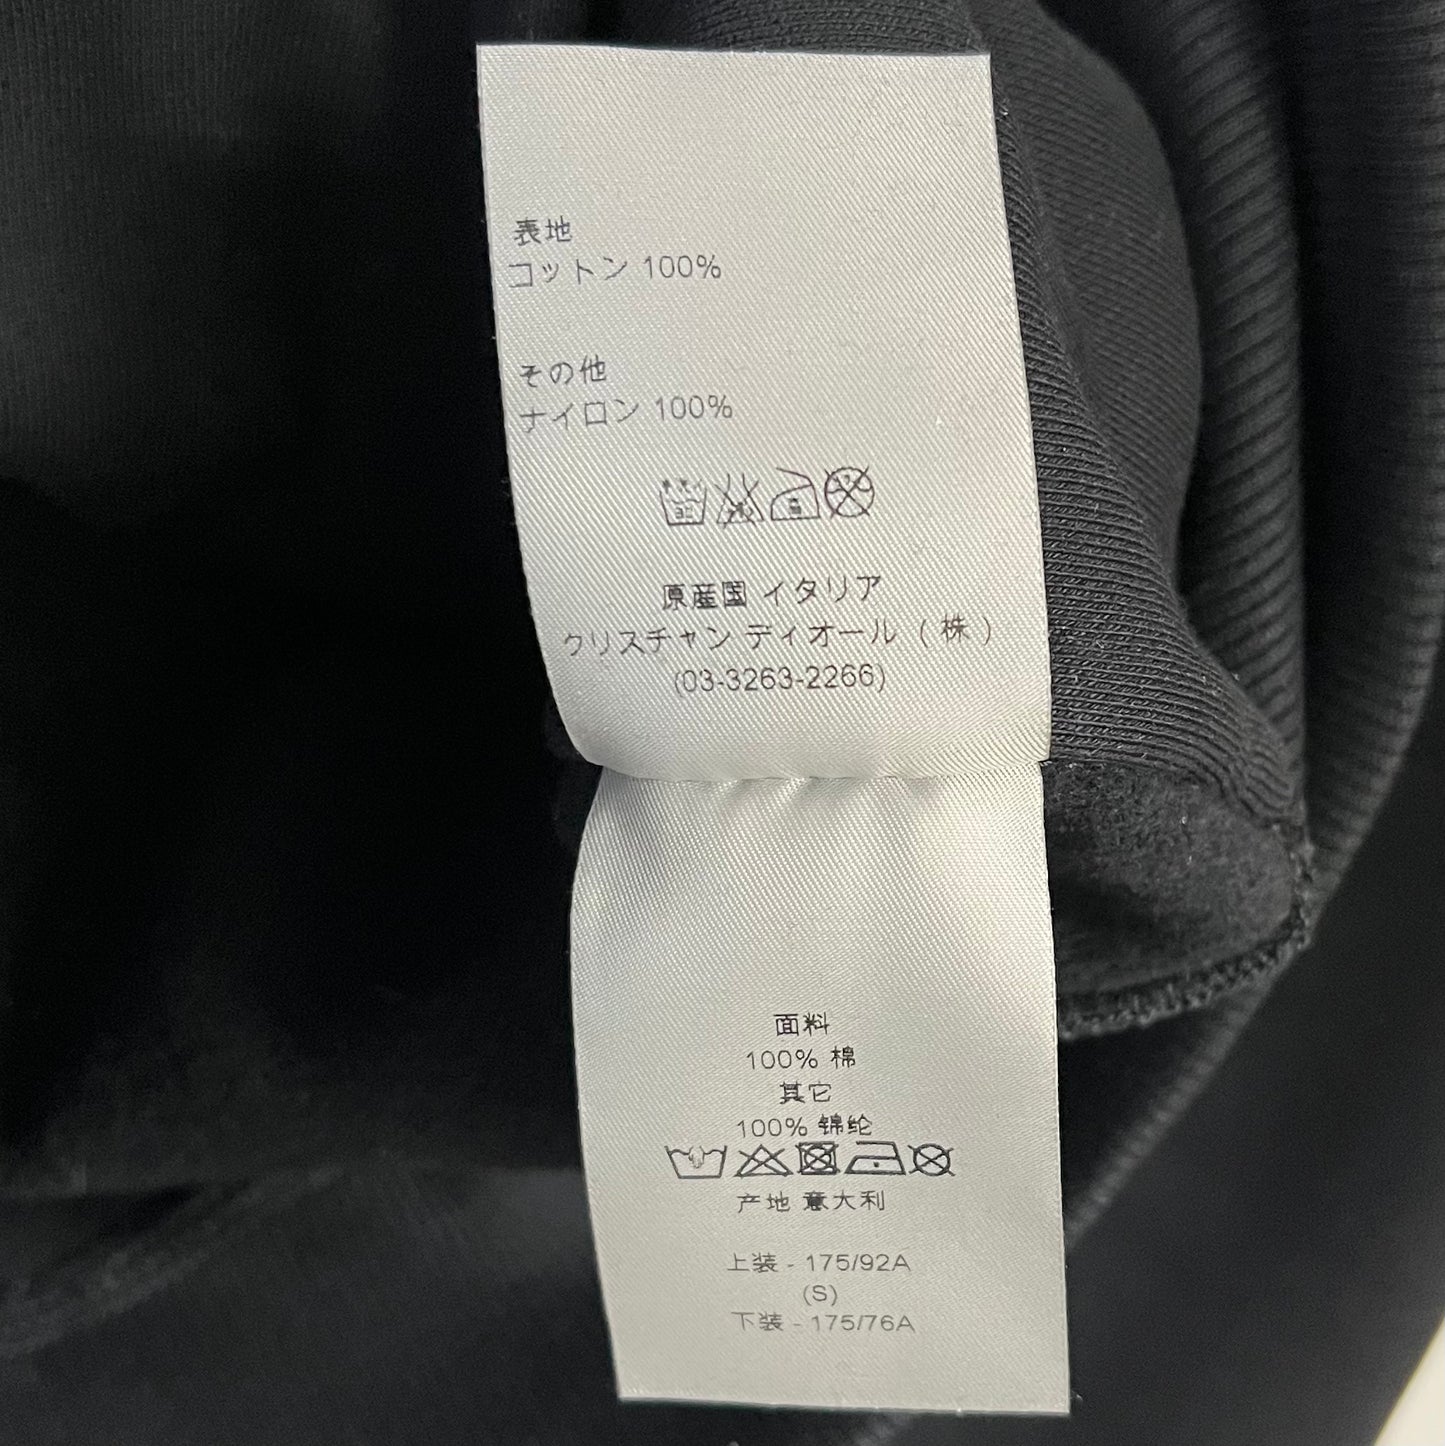 表地
コットン 100%
その他
ナイロン 100%
原産国 イタリア
クリスチャン ディオール (株)
(03-3263-2266)
面料
100% 棉
其它
100% 锦纶
产地 意大利
上装 - 175/92A
(S)
下装 - 175/76A